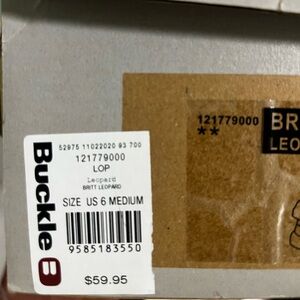 52975 11022020 93 700
121779000
LOP
Leopard
BRITT LEOPARD
SIZE US 6 MEDIUM
9585183550
$59.95
Buckle B
121779000
**
BR
LEO